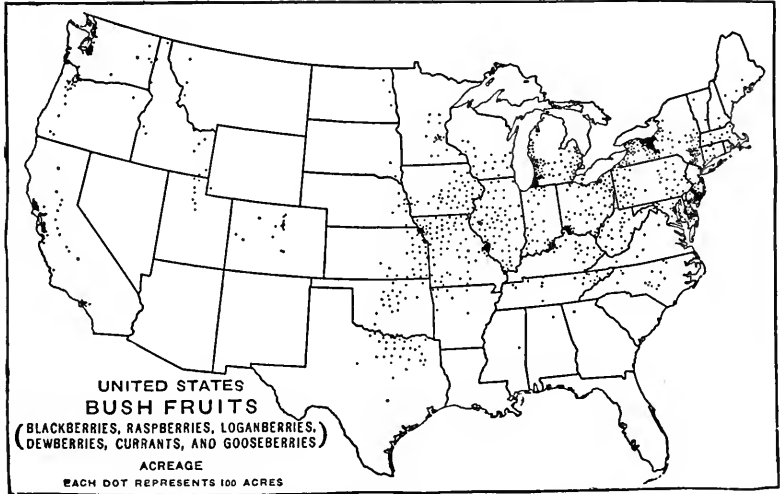 UNITED STATES
BUSH FRUITS
(BLACKBERRIES, RASPBERRIES, LOGANBERRIES,
DEWBERRIES, CURRANTS, AND GOOSEBERRIES)
ACREAGE
EACH DOT REPRESENTS 100 ACRES